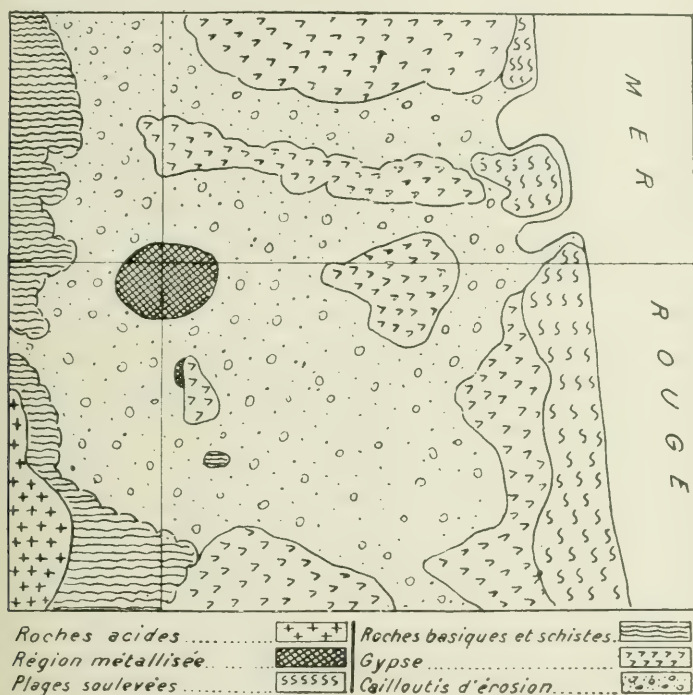 MER
ROUGE
Roches acides
Région métallisée
Plages soulevées
Roches basiques et schistes
Gypse
Cailloutis d'érosion